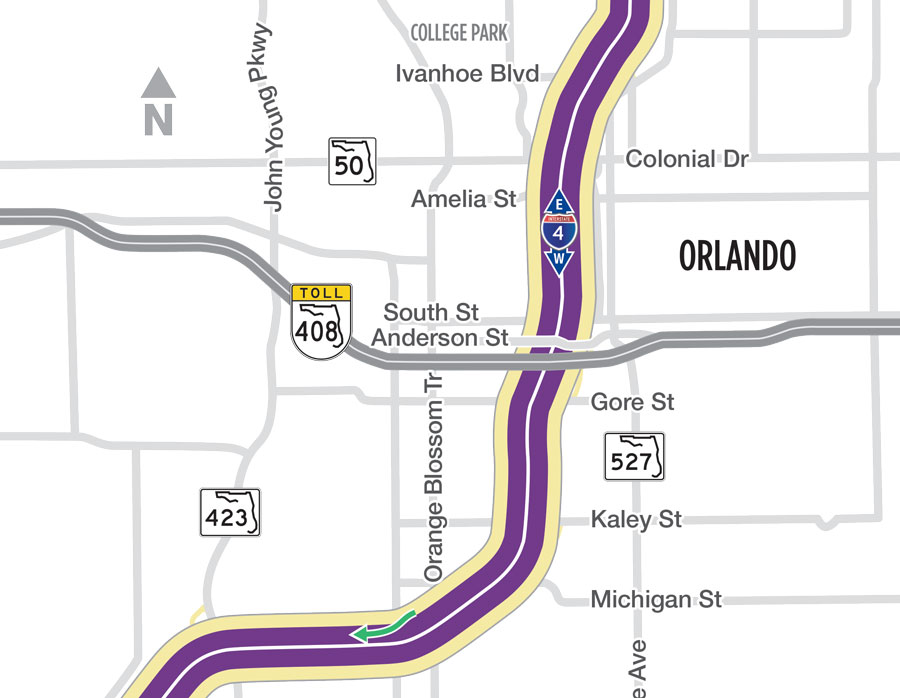 COLLEGE PARK
Ivanhoe Blvd
John Young Pkwy
N
50
Colonial Dr
Amelia St
E
INTERSTATE
4
W
ORLANDO
TOLL
408
South St
Anderson St
Orange Blossom Tr
Gore St
527
423
Kaley St
Michigan St
e Ave